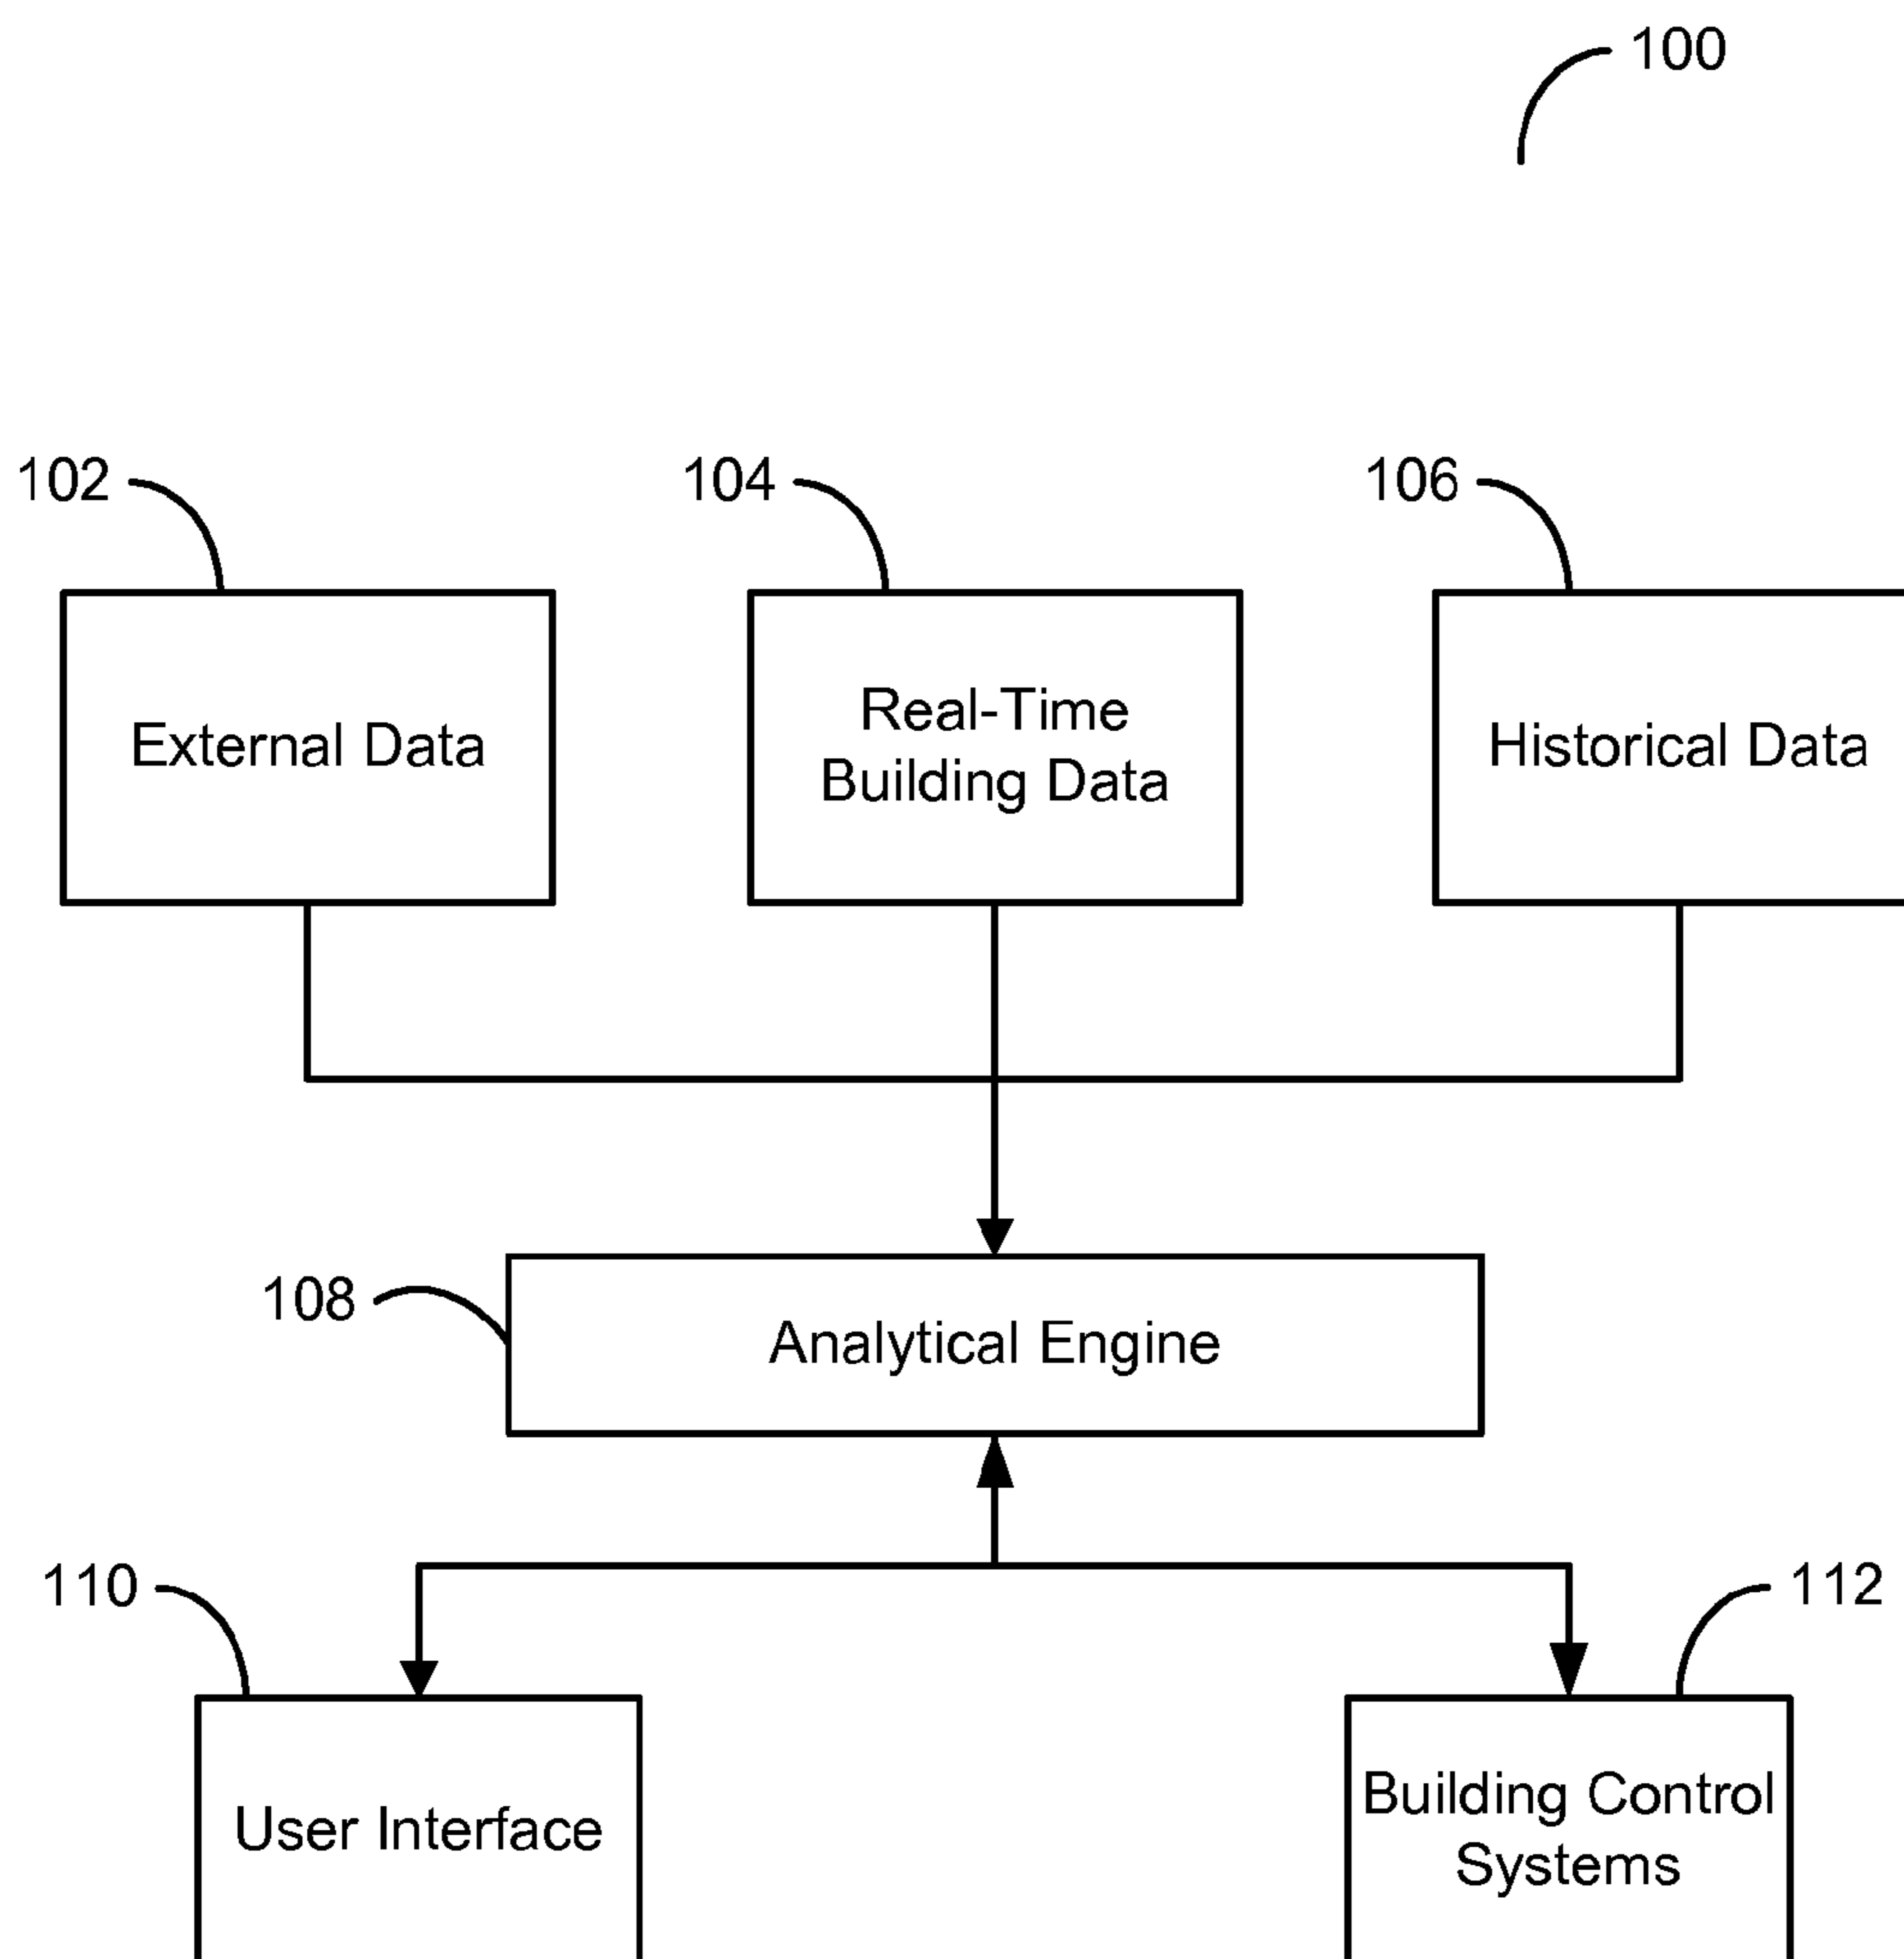 100
102
104
106
External Data
Real-Time
Building Data
Historical Data
108
Analytical Engine
110
112
User Interface
Building Control
Systems